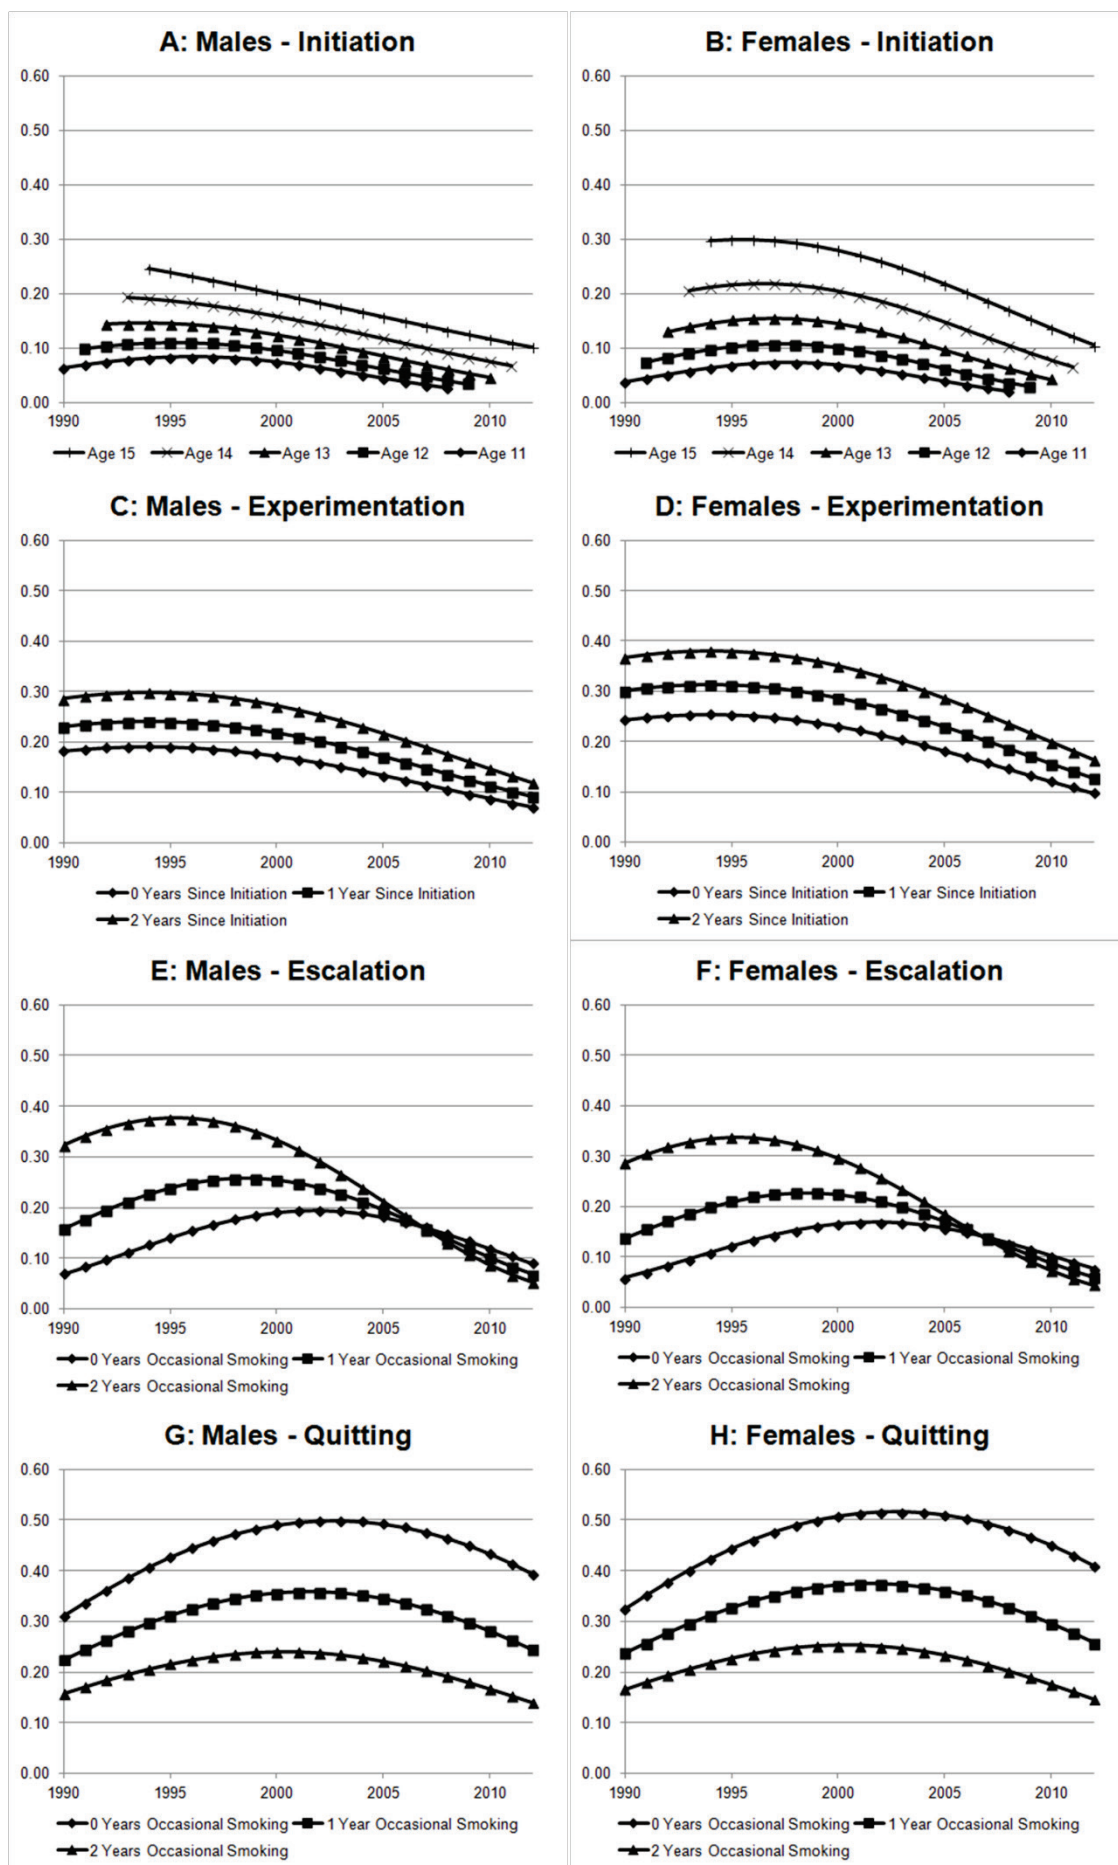 A: Males - Initiation
0.60
0.50
0.40
0.30
0.20
0.10
0.00
1990 1995 2000 2005 2010
Age 15 Age 14 Age 13 Age 12 Age 11
B: Females - Initiation
0.60
0.50
0.40
0.30
0.20
0.10
0.00
1990 1995 2000 2005 2010
Age 15 Age 14 Age 13 Age 12 Age 11
C: Males - Experimentation
0.60
0.50
0.40
0.30
0.20
0.10
0.00
1990 1995 2000 2005 2010
0 Years Since Initiation 1 Year Since Initiation
2 Years Since Initiation
D: Females - Experimentation
0.60
0.50
0.40
0.30
0.20
0.10
0.00
1990 1995 2000 2005 2010
0 Years Since Initiation 1 Year Since Initiation
2 Years Since Initiation
E: Males - Escalation
0.60
0.50
0.40
0.30
0.20
0.10
0.00
1990 1995 2000 2005 2010
0 Years Occasional Smoking 1 Year Occasional Smoking
2 Years Occasional Smoking
F: Females - Escalation
0.60
0.50
0.40
0.30
0.20
0.10
0.00
1990 1995 2000 2005 2010
0 Years Occasional Smoking 1 Year Occasional Smoking
2 Years Occasional Smoking
G: Males - Quitting
0.60
0.50
0.40
0.30
0.20
0.10
0.00
1990 1995 2000 2005 2010
0 Years Occasional Smoking 1 Year Occasional Smoking
2 Years Occasional Smoking
H: Females - Quitting
0.60
0.50
0.40
0.30
0.20
0.10
0.00
1990 1995 2000 2005 2010
0 Years Occasional Smoking 1 Year Occasional Smoking
2 Years Occasional Smoking